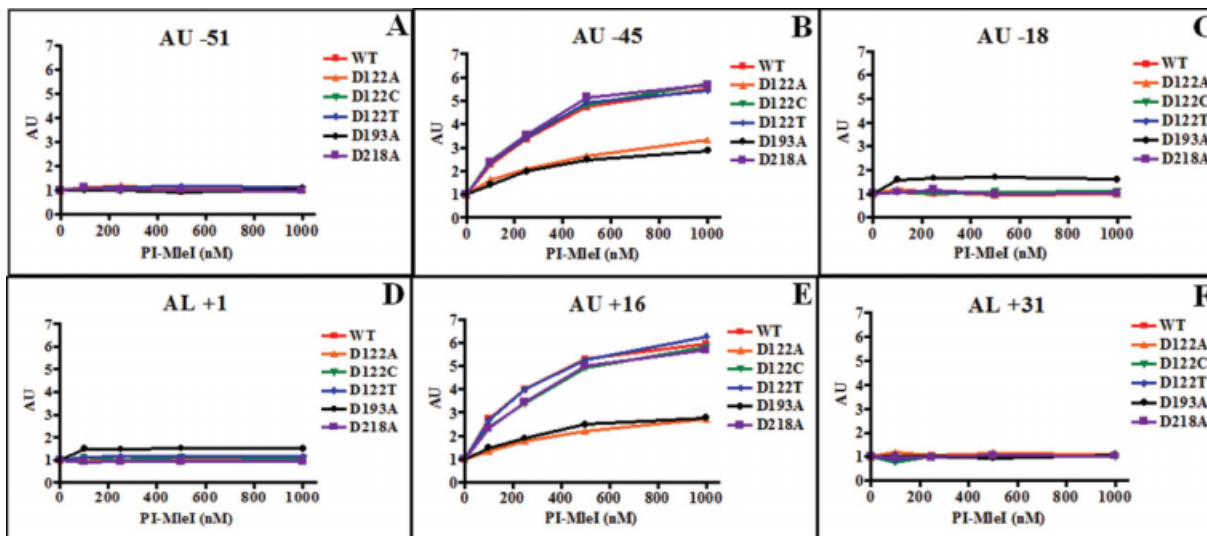 A
AU -51
AU
7
6
5
4
3
2
1
0
0 200 400 600 800 1000
PI-MleI (nM)
WT
D122A
D122C
D122T
D193A
D218A
B
AU -45
AU
7
6
5
4
3
2
1
0
0 200 400 600 800 1000
PI-MleI (nM)
WT
D122A
D122C
D122T
D193A
D218A
C
AU -18
AU
7
6
5
4
3
2
1
0
0 200 400 600 800 1000
PI-MleI (nM)
WT
D122A
D122C
D122T
D193A
D218A
D
AL +1
AU
7
6
5
4
3
2
1
0
0 200 400 600 800 1000
PI-MleI (nM)
WT
D122A
D122C
D122T
D193A
D218A
E
AU +16
AU
7
6
5
4
3
2
1
0
0 200 400 600 800 1000
PI-MleI (nM)
WT
D122A
D122C
D122T
D193A
D218A
F
AL +31
AU
7
6
5
4
3
2
1
0
0 200 400 600 800 1000
PI-MleI (nM)
WT
D122A
D122C
D122T
D193A
D218A